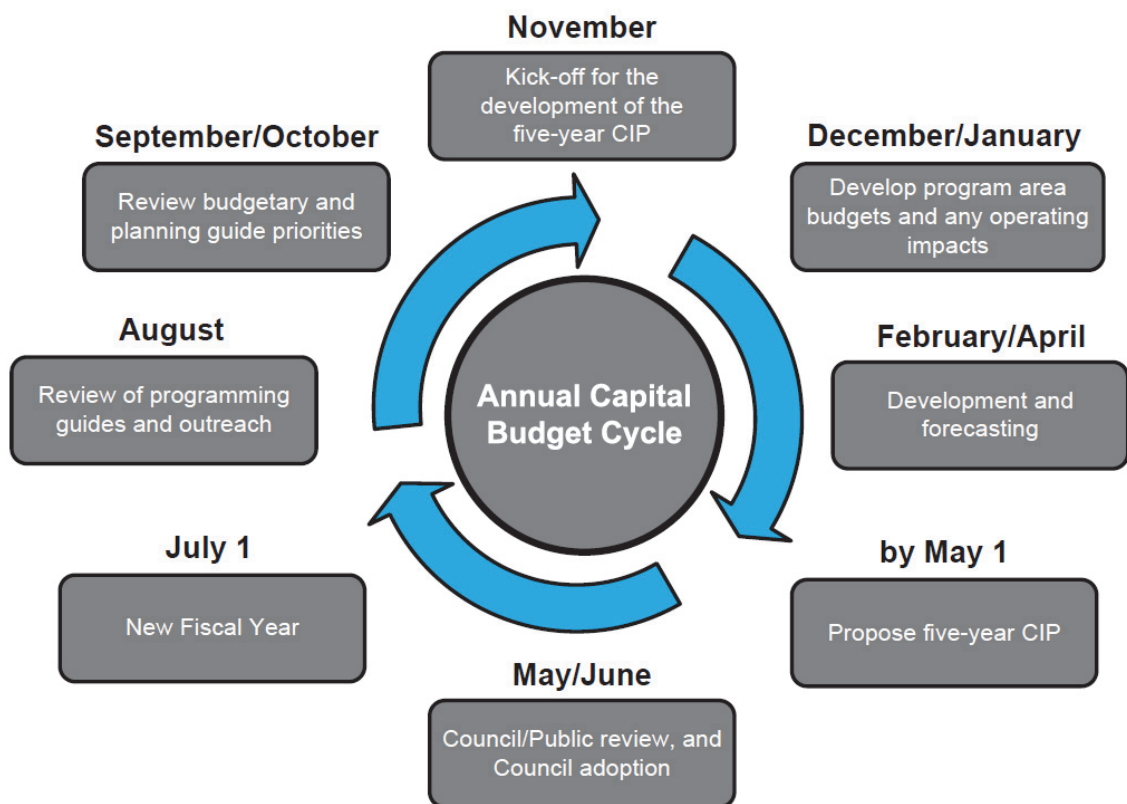 November
Kick-off for the
development of the
five-year CIP
December/January
Develop program area
budgets and any operating
impacts
February/April
Development and
forecasting
by May 1
Propose five-year CIP
May/June
Council/Public review, and
Council adoption
July 1
New Fiscal Year
August
Review of programming
guides and outreach
September/October
Review budgetary and
planning guide priorities
Annual Capital
Budget Cycle